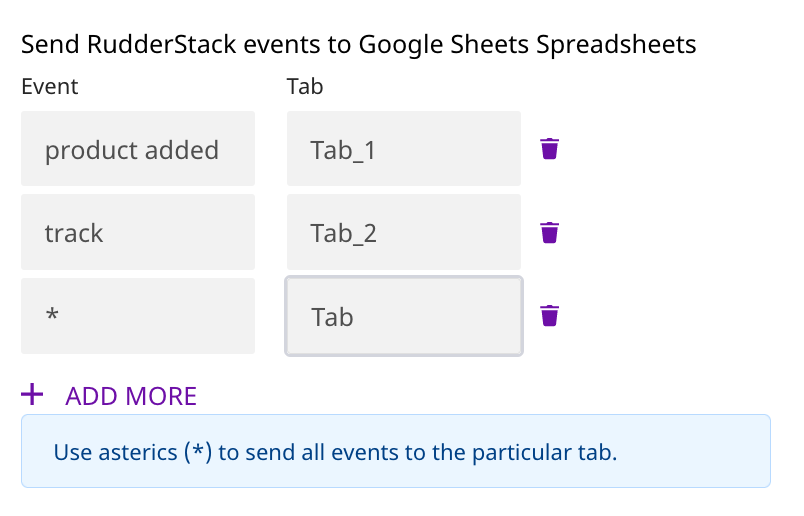 Send RudderStack events to Google Sheets Spreadsheets
Event Tab
product added Tab_1
track Tab_2
* Tab
+ ADD MORE
Use asterics (*) to send all events to the particular tab.